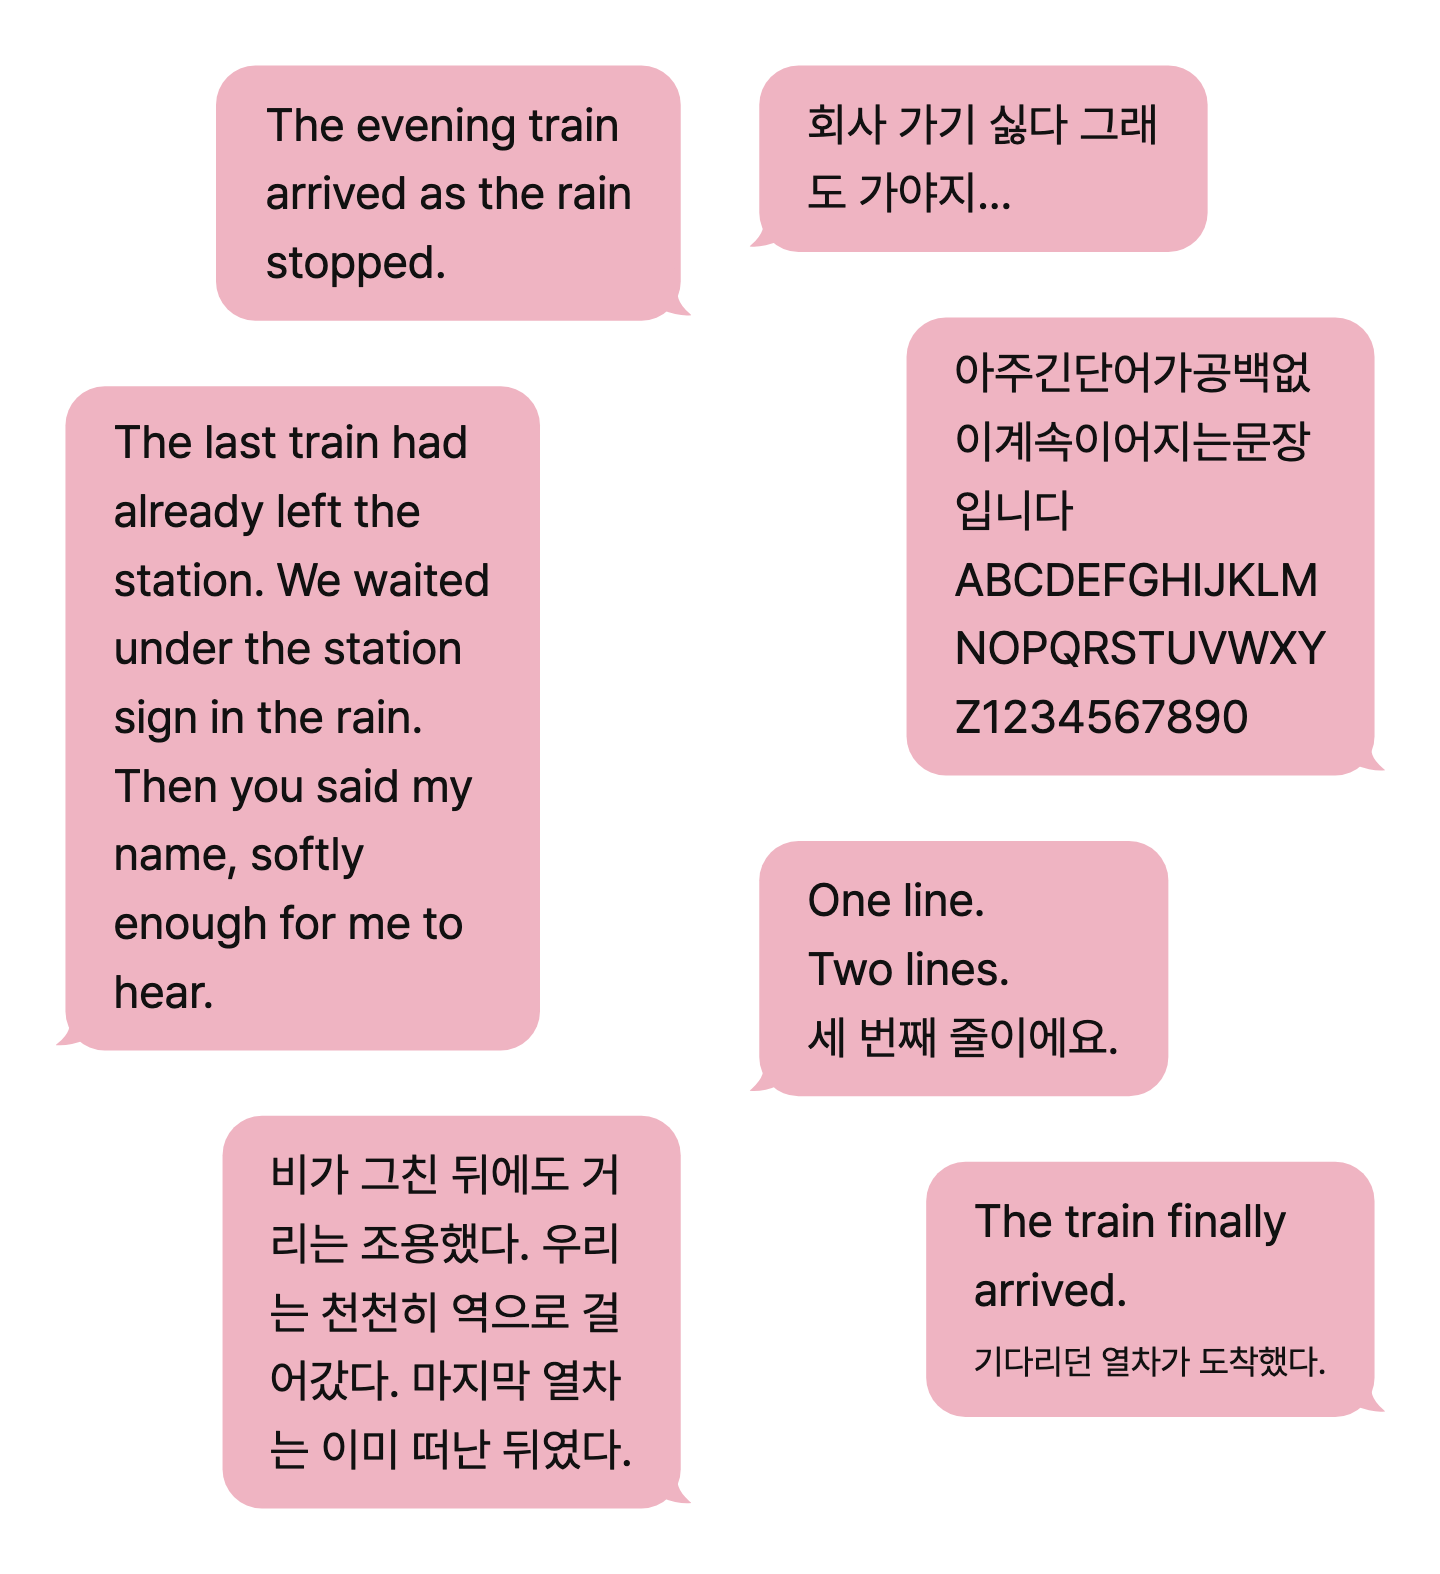 The evening train
arrived as the rain
stopped.
The last train had
already left the
station. We waited
under the station
sign in the rain.
Then you said my
name, softly
enough for me to
hear.
비가 그친 뒤에도 거
리는 조용했다. 우리
는 천천히 역으로 걸
어갔다. 마지막 열차
는 이미 떠난 뒤였다.
회사 가기 싫다 그래
도 가야지...
아주긴단어가공백없
이계속이어지는문장
입니다
ABCDEFGHIJKLM
NOPQRSTUVWXY
Z1234567890
One line.
Two lines.
세 번째 줄이에요.
The train finally
arrived.
기다리던 열차가 도착했다.